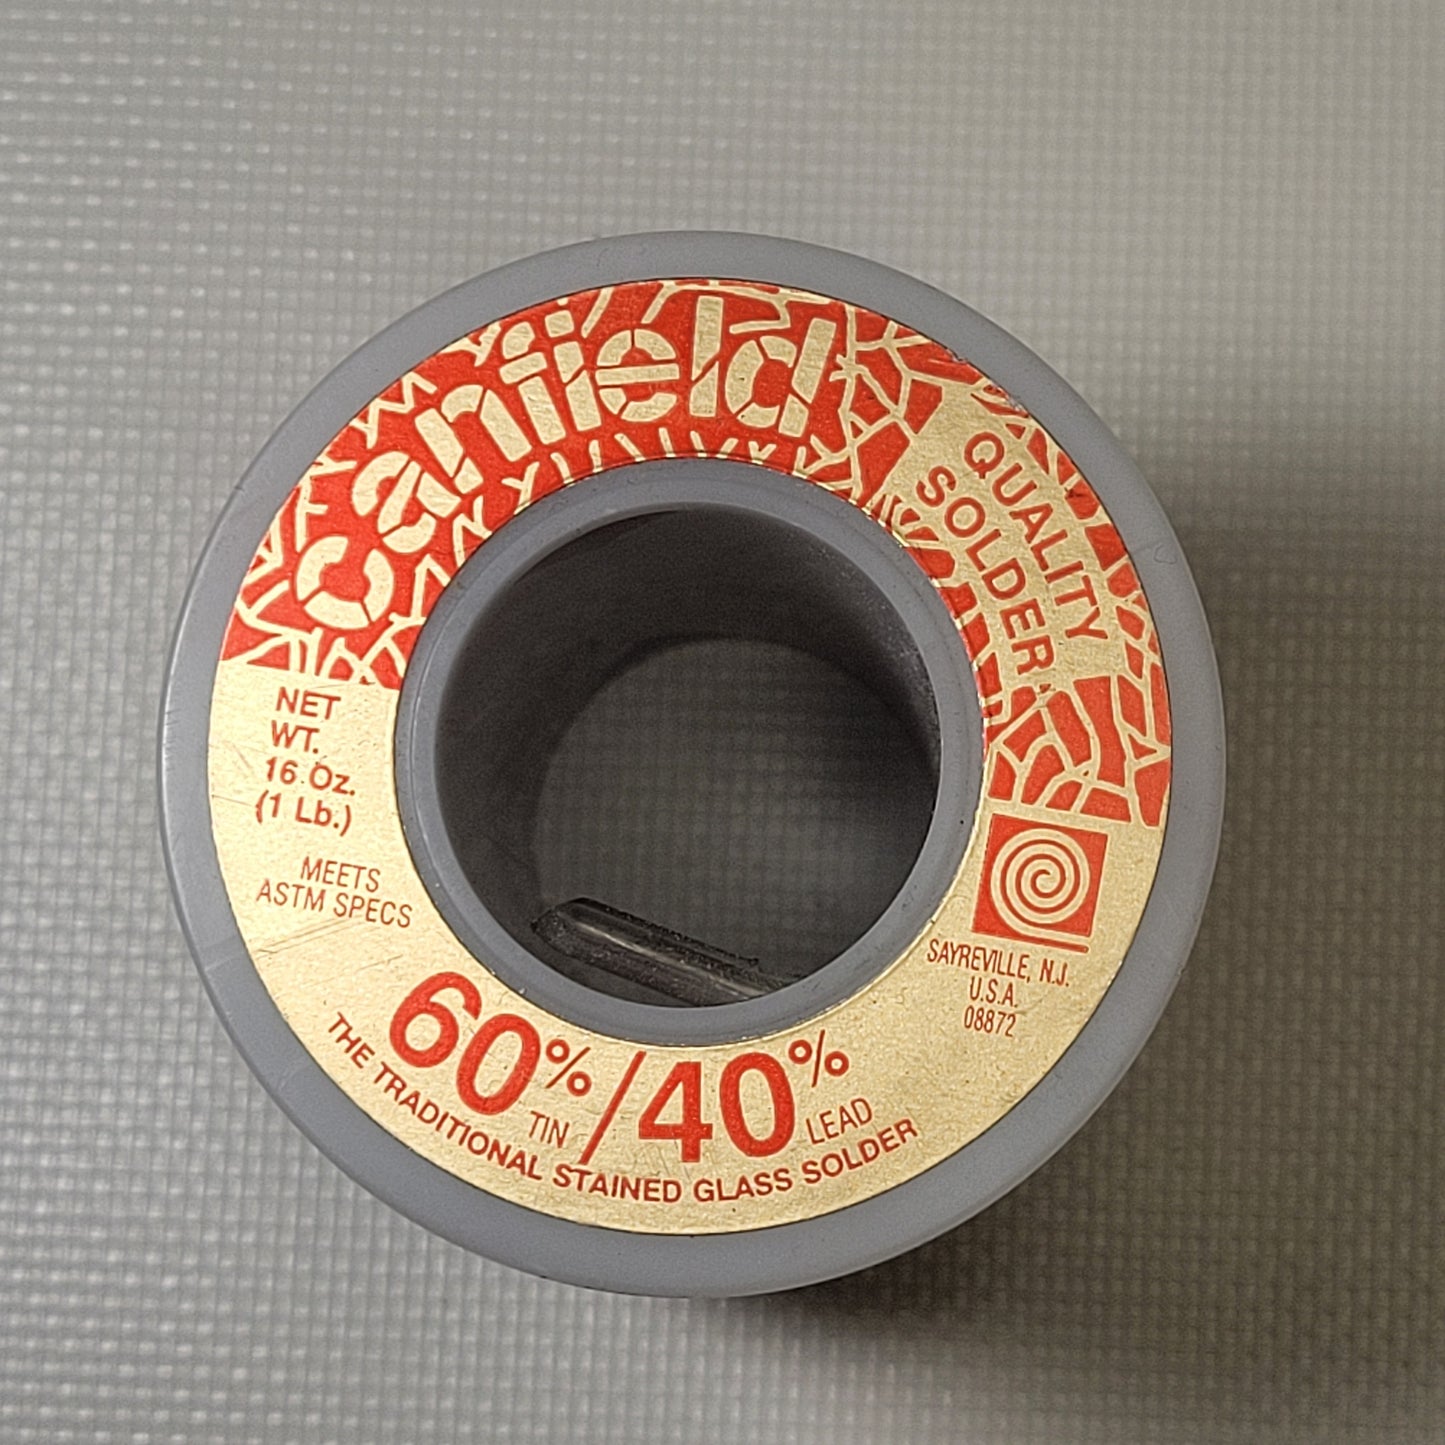 canfield
QUALITY
SOLDER
NET
WT.
16 Oz.
(1 Lb.)
MEETS
ASTM SPECS
SAYREVILLE, N.J.
U.S.A.
08872
60% TIN / 40% LEAD
THE TRADITIONAL STAINED GLASS SOLDER